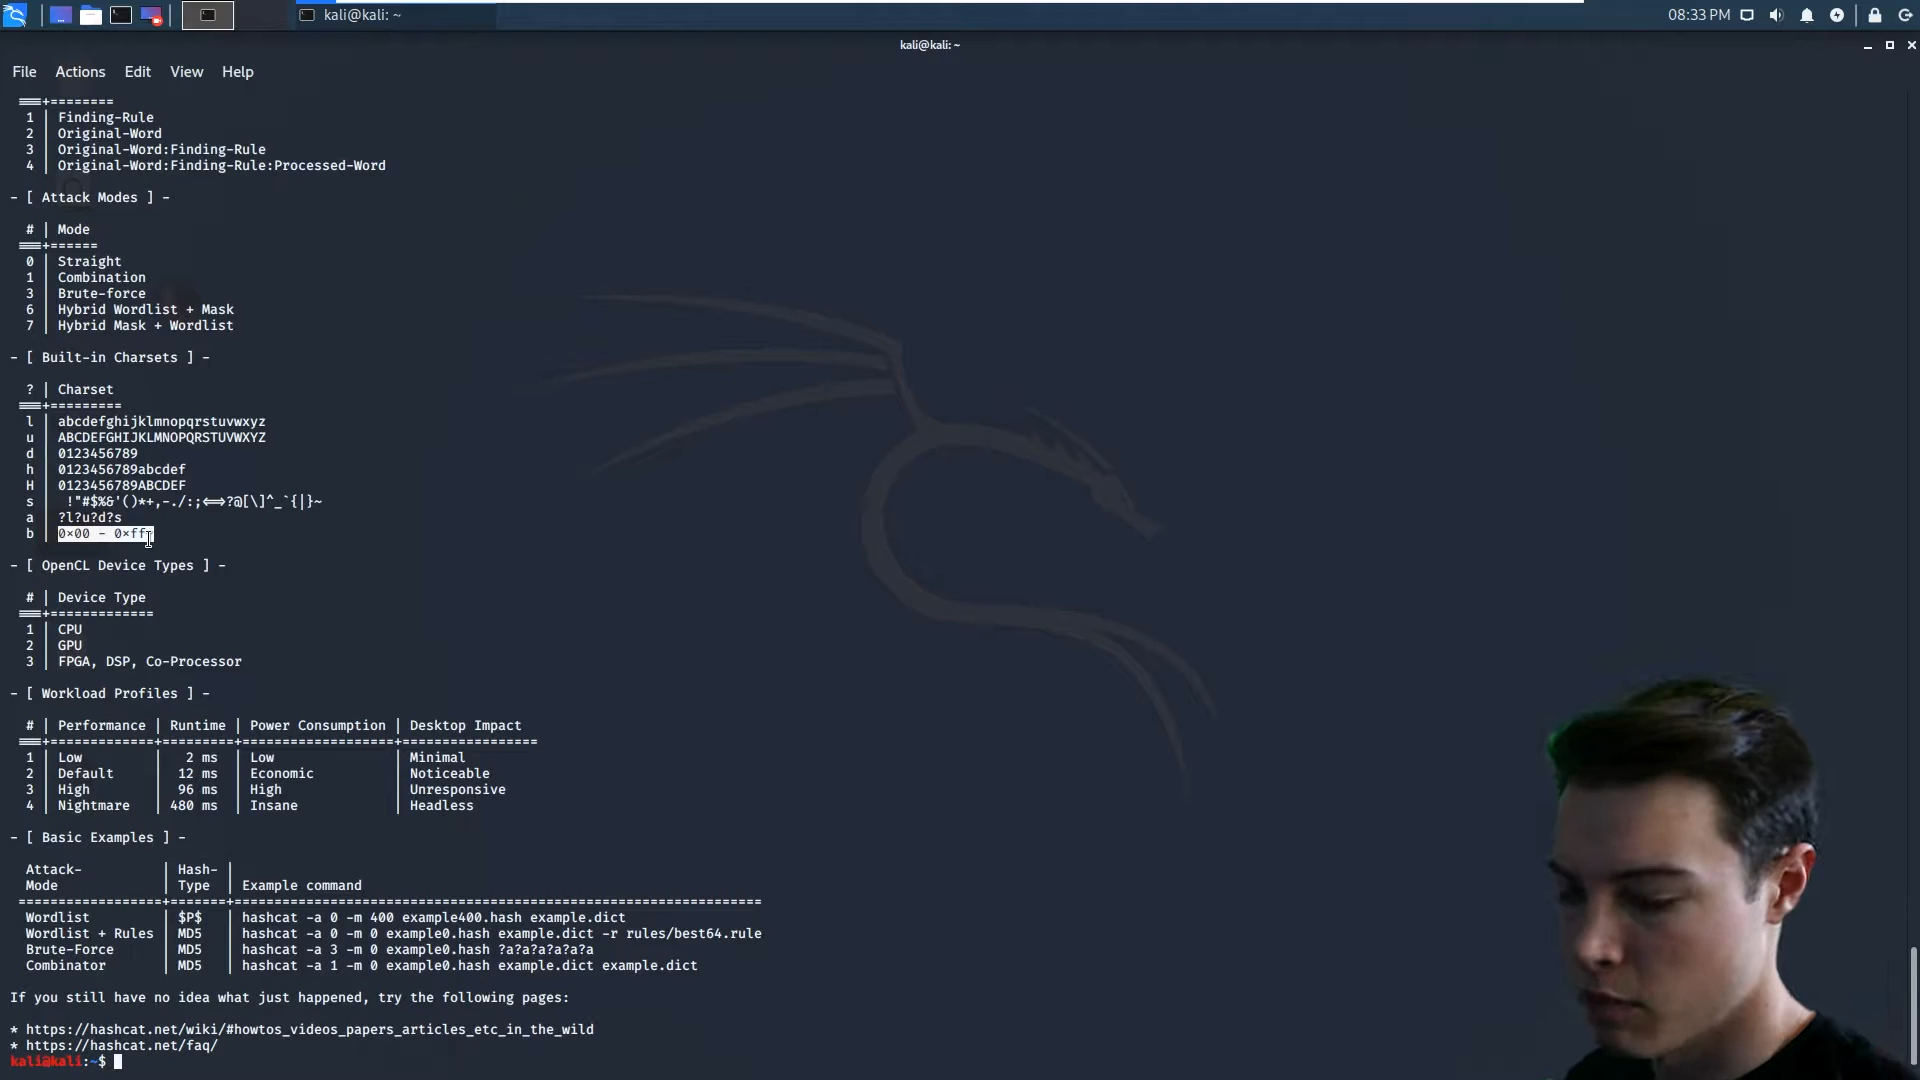 kali@kali: ~
08:33 PM
kali@kali: ~
File Actions Edit View Help
===+========
1 | Finding-Rule
2 | Original-Word
3 | Original-Word:Finding-Rule
4 | Original-Word:Finding-Rule:Processed-Word
- [ Attack Modes ] -
# | Mode
===+======
0 | Straight
1 | Combination
3 | Brute-force
6 | Hybrid Wordlist + Mask
7 | Hybrid Mask + Wordlist
- [ Built-in Charsets ] -
? | Charset
===+=========
l | abcdefghijklmnopqrstuvwxyz
u | ABCDEFGHIJKLMNOPQRSTUVWXYZ
d | 0123456789
h | 0123456789abcdef
H | 0123456789ABCDEF
s | !"#$%&'()*+,-./:;<=>?@[\]^_`{|}~
a | ?l?u?d?s
b | 0x00 - 0xff
- [ OpenCL Device Types ] -
# | Device Type
===+=============
1 | CPU
2 | GPU
3 | FPGA, DSP, Co-Processor
- [ Workload Profiles ] -
# | Performance | Runtime | Power Consumption | Desktop Impact
===+=============+=========+===================+=================
1 | Low | 2 ms | Low | Minimal
2 | Default | 12 ms | Economic | Noticeable
3 | High | 96 ms | High | Unresponsive
4 | Nightmare | 480 ms | Insane | Headless
- [ Basic Examples ] -
Attack- | Hash- |
Mode | Type | Example command
==================+=======+==================================================================
Wordlist | $P$ | hashcat -a 0 -m 400 example400.hash example.dict
Wordlist + Rules | MD5 | hashcat -a 0 -m 0 example0.hash example.dict -r rules/best64.rule
Brute-Force | MD5 | hashcat -a 3 -m 0 example0.hash ?a?a?a?a?a?a
Combinator | MD5 | hashcat -a 1 -m 0 example0.hash example.dict example.dict
If you still have no idea what just happened, try the following pages:
* https://hashcat.net/wiki/#howtos_videos_papers_articles_etc_in_the_wild
* https://hashcat.net/faq/
kali@kali:~$